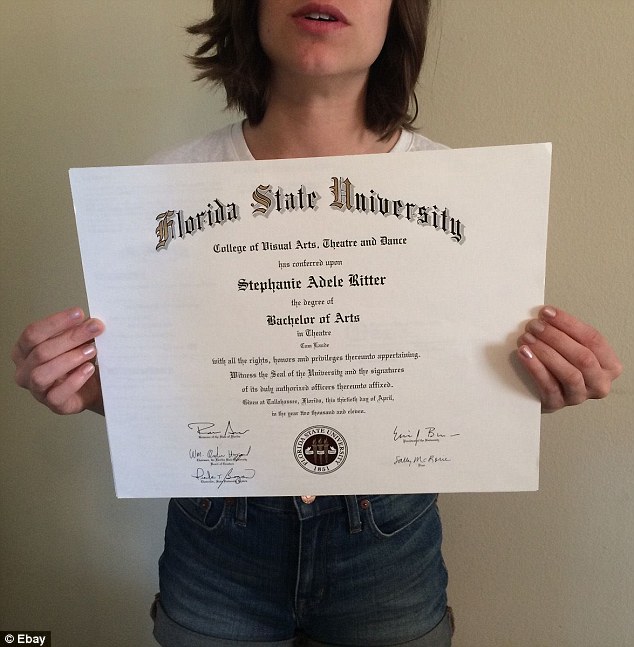 Florida State University
College of Visual Arts, Theatre and Dance
has conferred upon
Stephanie Adele Ritter
the degree of
Bachelor of Arts
in Theatre
Cum Laude
with all the rights, honors and privileges thereunto appertaining.
Witness the Seal of the University and the signatures
of its duly authorized officers thereunto affixed.
Given at Tallahassee, Florida, this thirtieth day of April,
in the year two thousand and eleven.
FLORIDA STATE UNIVERSITY
1851
© Ebay